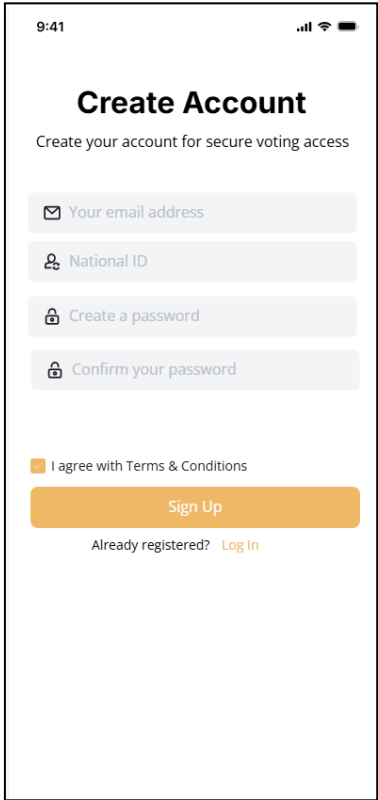 9:41
Create Account
Create your account for secure voting access
Your email address
National ID
Create a password
Confirm your password
I agree with Terms & Conditions
Sign Up
Already registered? Log In